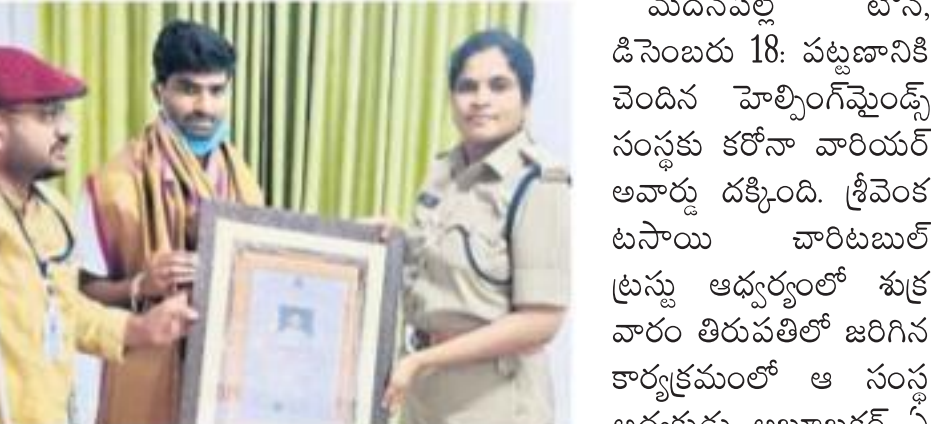 మదనపల్లె టౌన్,
డిసెంబరు 18: పట్టణానికి
చెందిన హెల్పింగ్‌మైండ్స్
సంస్థకు కరోనా వారియర్
అవార్డు దక్కింది. శ్రీవెంక
టసాయి చారిటబుల్
ట్రస్టు ఆధ్వర్యంలో శుక్ర
వారం తిరుపతిలో జరిగిన
కార్యక్రమంలో ఆ సంస్థ